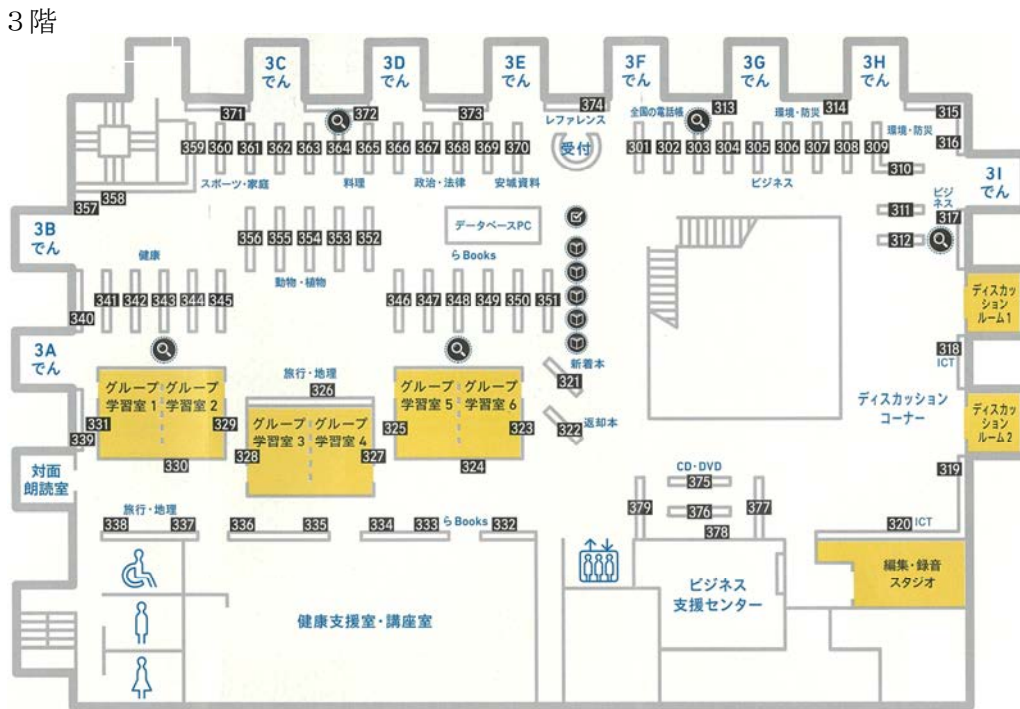 3階
3C
でん
3D
でん
3E
でん
3F
でん
3G
でん
3H
でん
371
372
373
374
全国の電話帳
313
環境・防災
314
315
レファレンス
受付
環境・防災
316
359
360
361
362
363
364
365
366
367
368
369
370
301
302
303
304
305
306
307
308
309
310
3I
でん
スポーツ・家庭
料理
政治・法律
安城資料
ビジネス
358
357
ビジ
ネス
317
311
312
3B
でん
356
355
354
353
352
データベースPC
らBooks
健康
動物・植物
341
342
343
344
345
346
347
348
349
350
351
340
ディスカッ
ション
ルーム1
3A
でん
新着本
318
ICT
旅行・地理
326
321
グループ
学習室 1
グループ
学習室 2
グループ
学習室 5
グループ
学習室 6
ディスカッション
コーナー
ディスカッ
ション
ルーム2
331
329
325
323
322
返却本
339
グループ
学習室 3
グループ
学習室 4
328
327
330
324
対面
朗読室
319
CD・DVD
375
379
376
377
378
旅行・地理
338
337
336
335
334
333
らBooks
332
320
ICT
編集・録音
スタジオ
ビジネス
支援センター
健康支援室・講座室